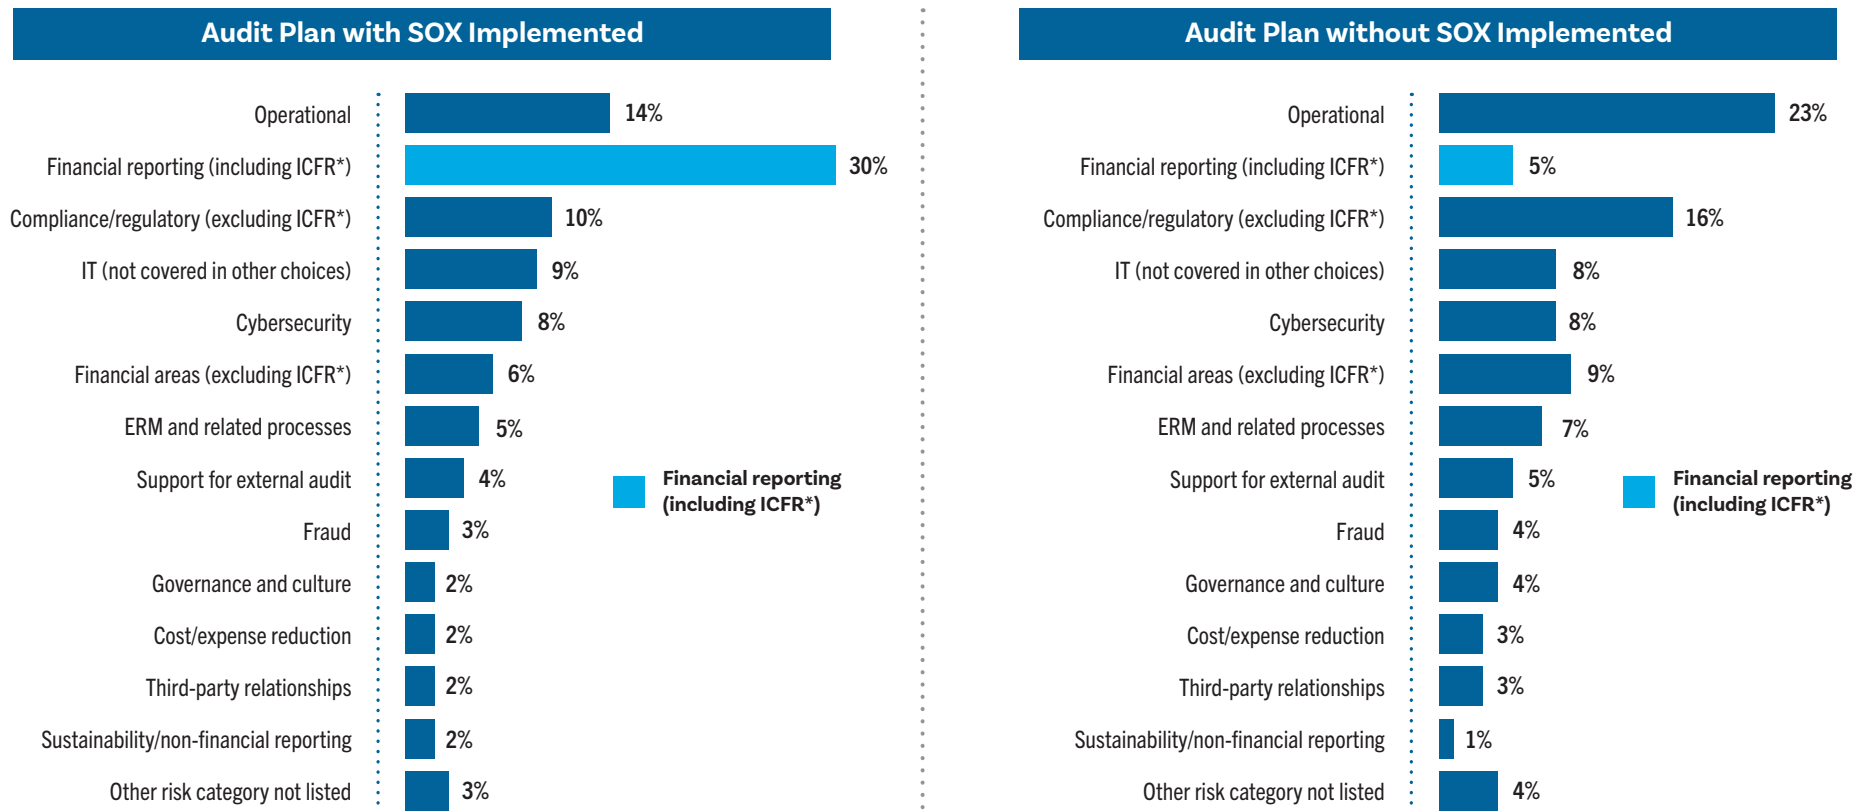 Audit Plan with SOX Implemented
Operational 14%
Financial reporting (including ICFR*) 30%
Compliance/regulatory (excluding ICFR*) 10%
IT (not covered in other choices) 9%
Cybersecurity 8%
Financial areas (excluding ICFR*) 6%
ERM and related processes 5%
Support for external audit 4%
Fraud 3%
Governance and culture 2%
Cost/expense reduction 2%
Third-party relationships 2%
Sustainability/non-financial reporting 2%
Other risk category not listed 3%
Financial reporting
(including ICFR*)
Audit Plan without SOX Implemented
Operational 23%
Financial reporting (including ICFR*) 5%
Compliance/regulatory (excluding ICFR*) 16%
IT (not covered in other choices) 8%
Cybersecurity 8%
Financial areas (excluding ICFR*) 9%
ERM and related processes 7%
Support for external audit 5%
Fraud 4%
Governance and culture 4%
Cost/expense reduction 3%
Third-party relationships 3%
Sustainability/non-financial reporting 1%
Other risk category not listed 4%
Financial reporting
(including ICFR*)